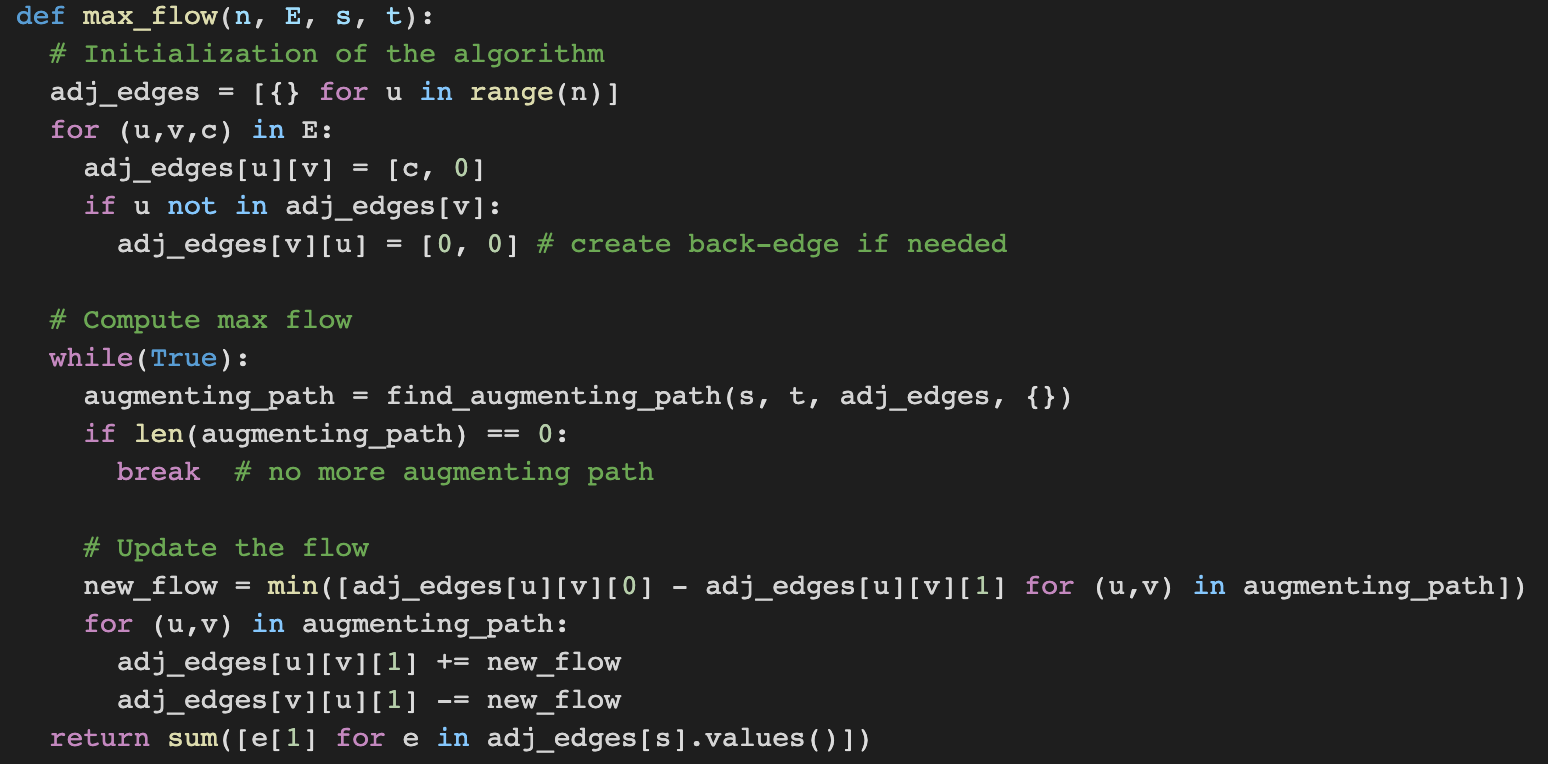 def max_flow(n, E, s, t):
  # Initialization of the algorithm
  adj_edges = [{} for u in range(n)]
  for (u,v,c) in E:
    adj_edges[u][v] = [c, 0]
    if u not in adj_edges[v]:
      adj_edges[v][u] = [0, 0] # create back-edge if needed

  # Compute max flow
  while(True):
    augmenting_path = find_augmenting_path(s, t, adj_edges, {})
    if len(augmenting_path) == 0:
      break  # no more augmenting path

    # Update the flow
    new_flow = min([adj_edges[u][v][0] - adj_edges[u][v][1] for (u,v) in augmenting_path])
    for (u,v) in augmenting_path:
      adj_edges[u][v][1] += new_flow
      adj_edges[v][u][1] -= new_flow
  return sum([e[1] for e in adj_edges[s].values()])